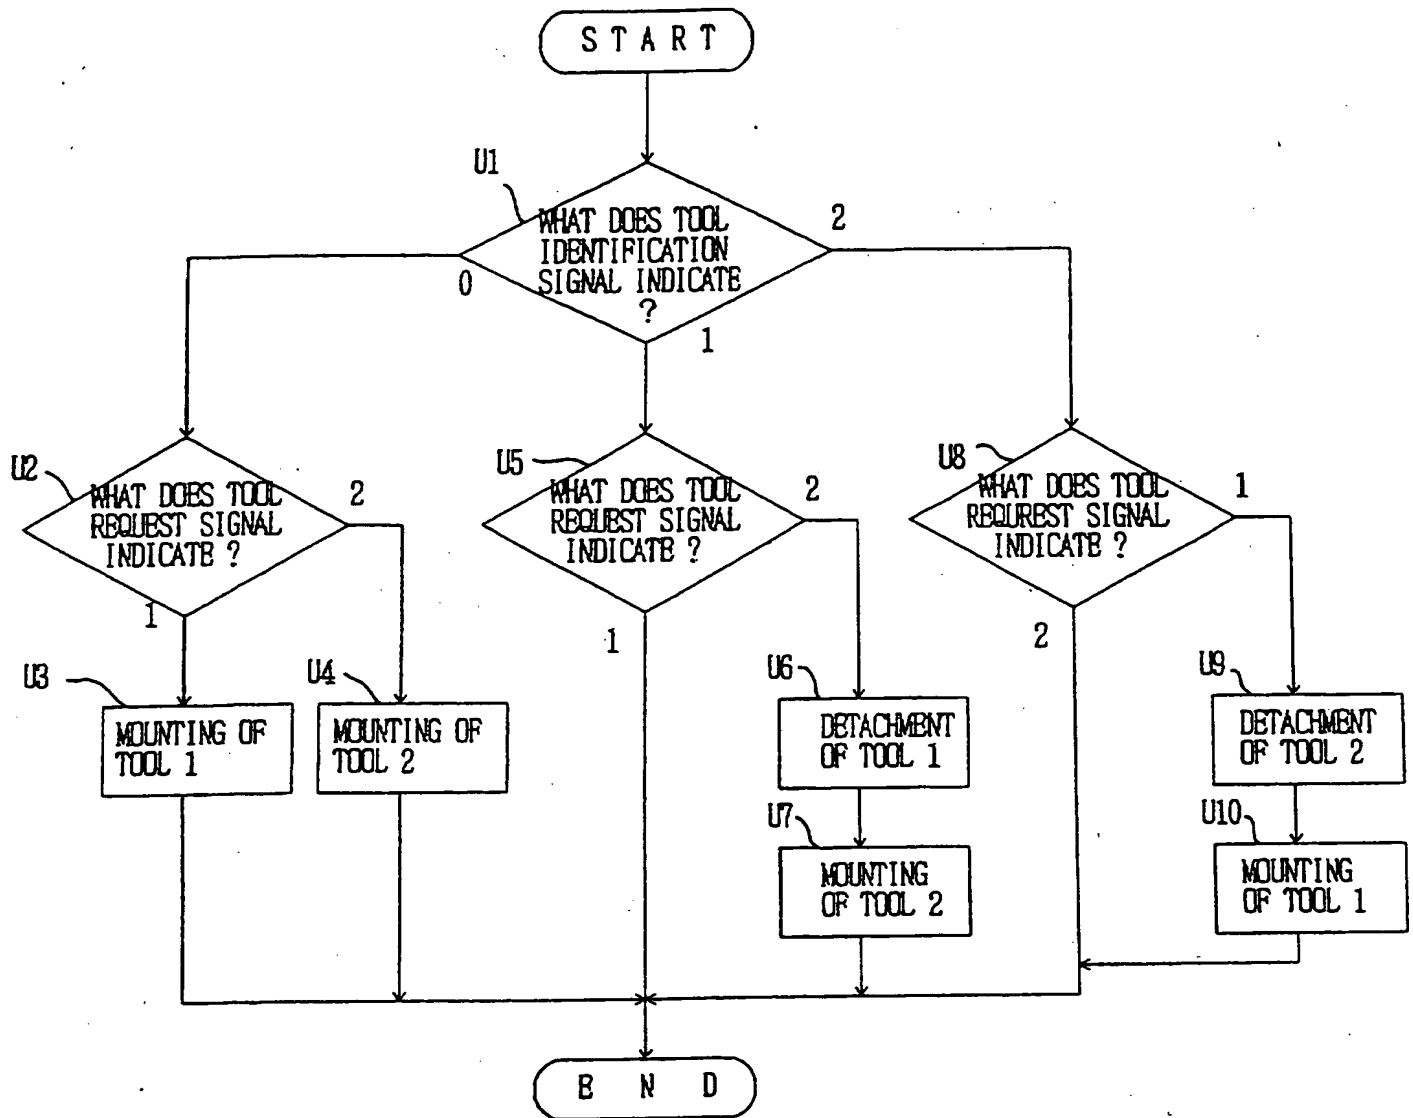 START
U1
WHAT DOES TOOL
IDENTIFICATION
SIGNAL INDICATE
?
0
1
2
U2
WHAT DOES TOOL
REQUEST SIGNAL
INDICATE ?
2
1
U5
WHAT DOES TOOL
REQUEST SIGNAL
INDICATE ?
2
1
U8
WHAT DOES TOOL
REQUREST SIGNAL
INDICATE ?
1
2
U3
MOUNTING OF
TOOL 1
U4
MOUNTING OF
TOOL 2
U6
DETACHMENT
OF TOOL 1
U7
MOUNTING
OF TOOL 2
U9
DETACHMENT
OF TOOL 2
U10
MOUNTING
OF TOOL 1
END